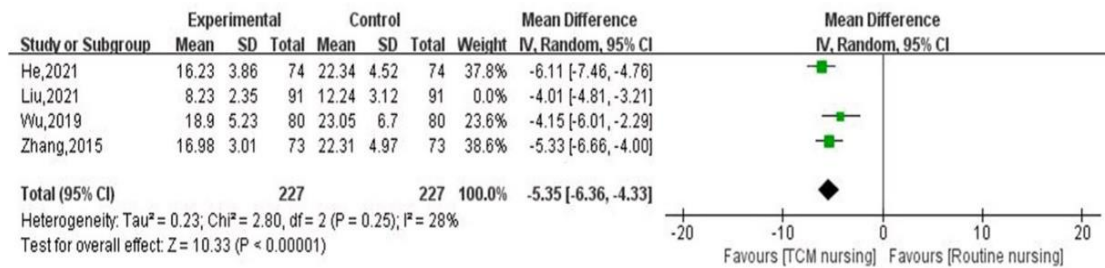 Experimental Control Mean Difference Mean Difference
Study or Subgroup Mean SD Total Mean SD Total Weight IV, Random, 95% CI IV, Random, 95% CI
He,2021 16.23 3.86 74 22.34 4.52 74 37.8% -6.11 [-7.46, -4.76]
Liu,2021 8.23 2.35 91 12.24 3.12 91 0.0% -4.01 [-4.81, -3.21]
Wu,2019 18.9 5.23 80 23.05 6.7 80 23.6% -4.15 [-6.01, -2.29]
Zhang,2015 16.98 3.01 73 22.31 4.97 73 38.6% -5.33 [-6.66, -4.00]
Total (95% CI) 227 227 100.0% -5.35 [-6.36, -4.33]
Heterogeneity: Tau² = 0.23; Chi² = 2.80, df = 2 (P = 0.25); I² = 28%
Test for overall effect: Z = 10.33 (P < 0.00001)
-20 -10 0 10 20
Favours [TCM nursing] Favours [Routine nursing]